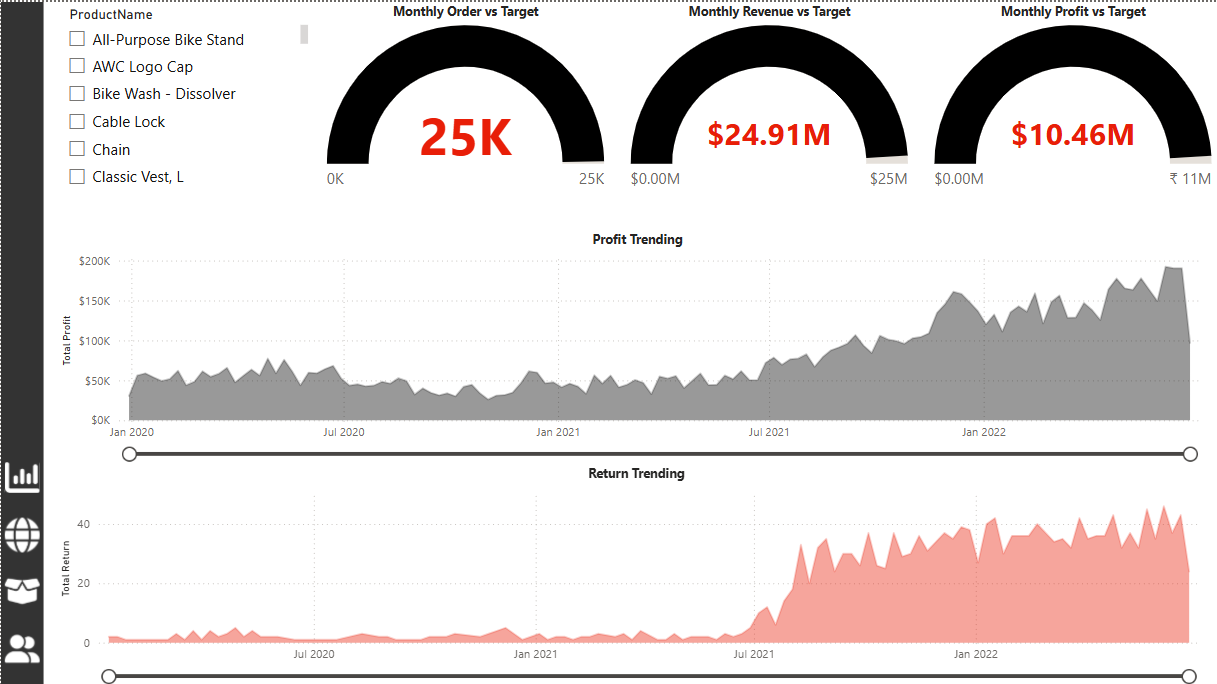 ProductName
All-Purpose Bike Stand
AWC Logo Cap
Bike Wash - Dissolver
Cable Lock
Chain
Classic Vest, L
Monthly Order vs Target
25K
0K
25K
Monthly Revenue vs Target
$24.91M
$0.00M
$25M
Monthly Profit vs Target
$10.46M
$0.00M
₹ 11M
Profit Trending
Total Profit
$200K
$150K
$100K
$50K
$0K
Jan 2020
Jul 2020
Jan 2021
Jul 2021
Jan 2022
Return Trending
Total Return
40
20
0
Jul 2020
Jan 2021
Jul 2021
Jan 2022